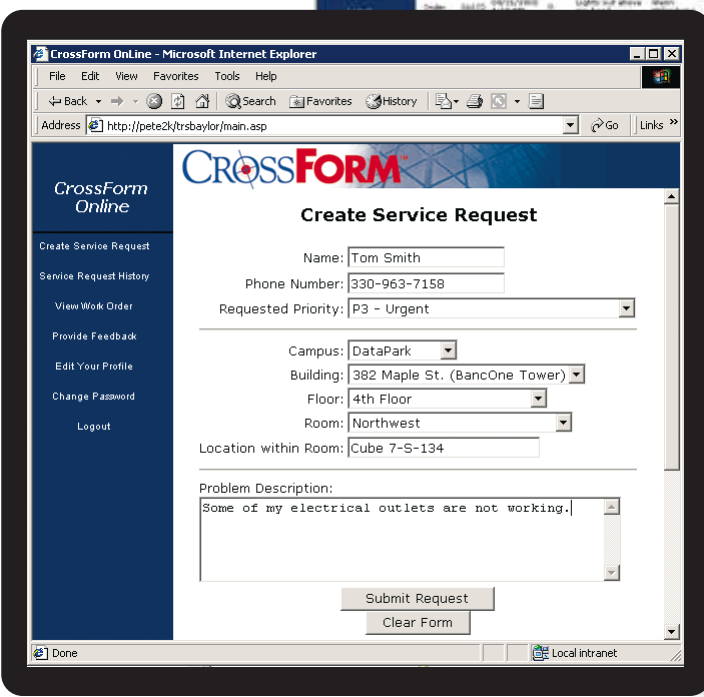 CrossForm OnLine - Microsoft Internet Explorer
File Edit View Favorites Tools Help
Back Search Favorites History
Address http://pete2k/trsbaylor/main.asp Go Links »
CROSSFORM™
CrossForm
Online
Create Service Request
Service Request History
View Work Order
Provide Feedback
Edit Your Profile
Change Password
Logout
Create Service Request
Name: Tom Smith
Phone Number: 330-963-7158
Requested Priority: P3 - Urgent
Campus: DataPark
Building: 382 Maple St. (BancOne Tower)
Floor: 4th Floor
Room: Northwest
Location within Room: Cube 7-S-134
Problem Description:
Some of my electrical outlets are not working.
Submit Request
Clear Form
Done Local intranet